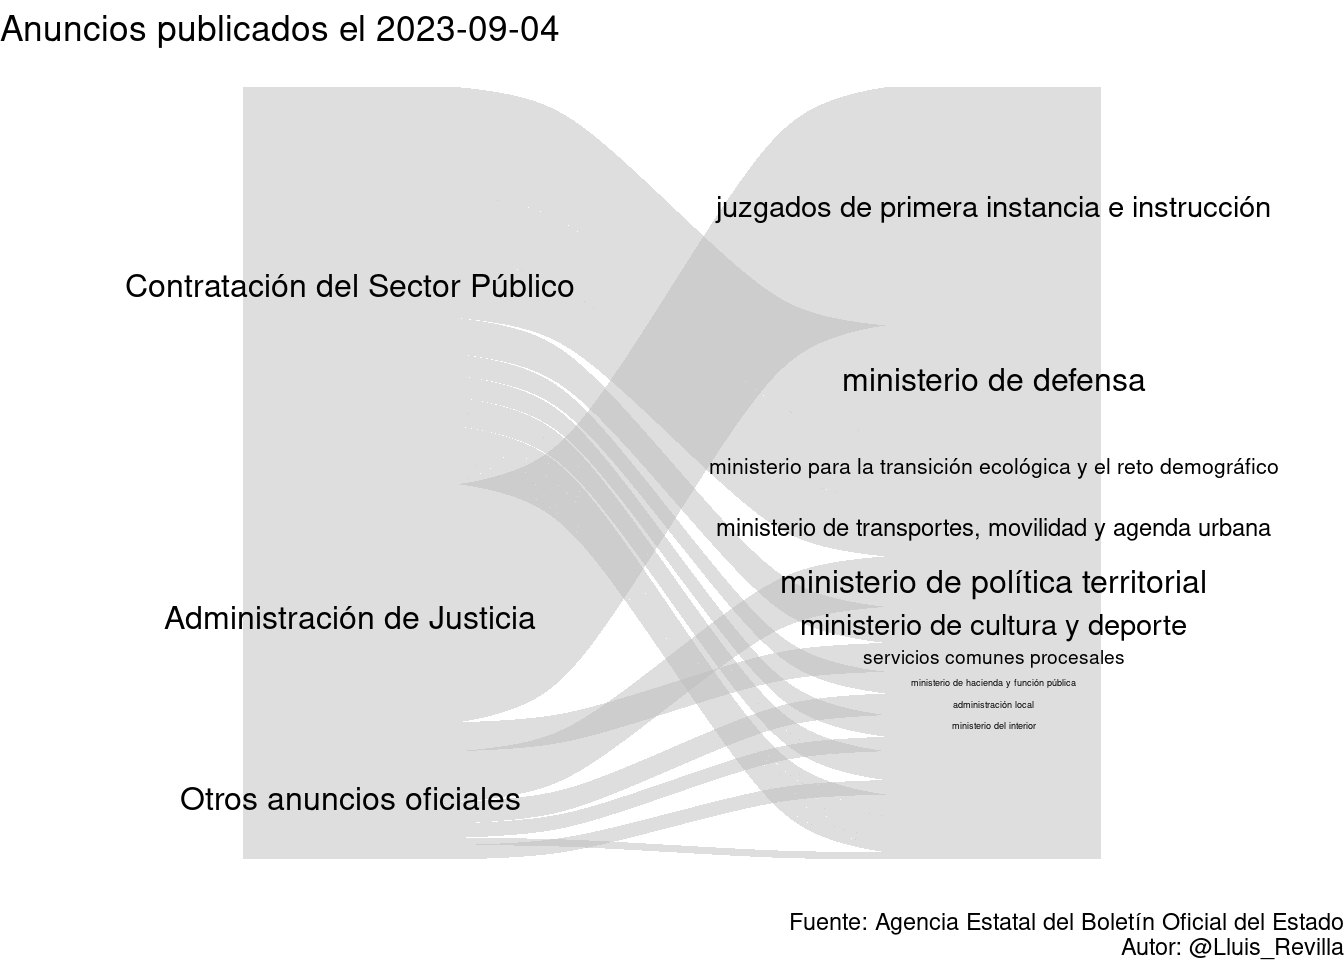 Anuncios publicados el 2023-09-04
juzgados de primera instancia e instrucción
Contratación del Sector Público
ministerio de defensa
ministerio para la transición ecológica y el reto demográfico
ministerio de transportes, movilidad y agenda urbana
ministerio de política territorial
Administración de Justicia
ministerio de cultura y deporte
servicios comunes procesales
ministerio de hacienda y función pública
administración local
ministerio del interior
Otros anuncios oficiales
Fuente: Agencia Estatal del Boletín Oficial del Estado
Autor: @Lluis_Revilla